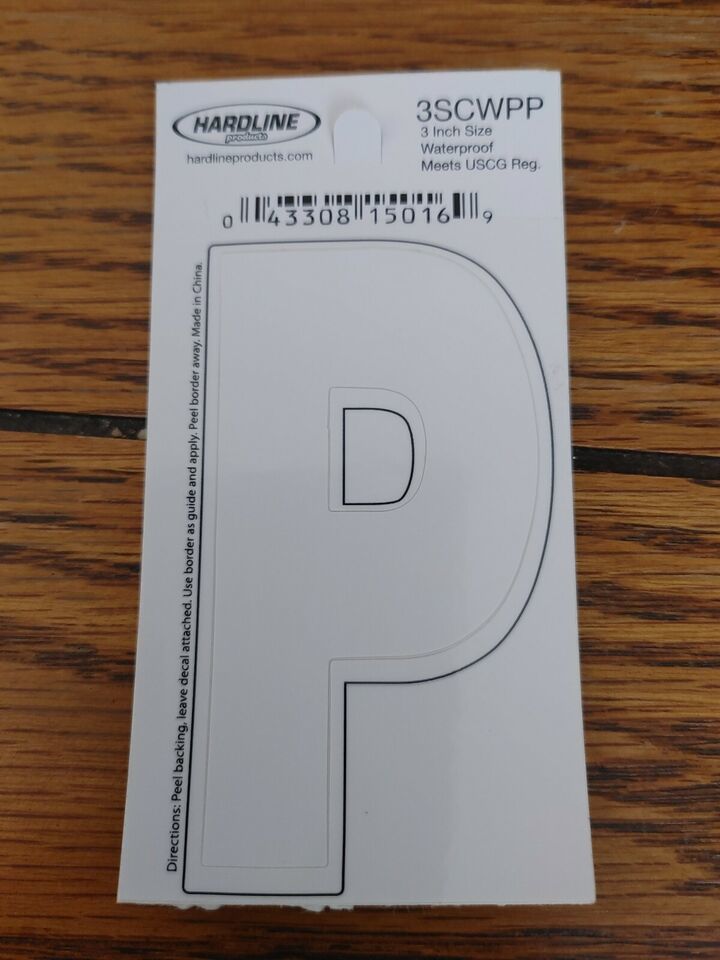 HARDLINE
products
hardlineproducts.com
3SCWPP
3 Inch Size
Waterproof
Meets USCG Reg.
0 43308 15016 9
Directions: Peel backing, leave decal attached. Use border as guide and apply. Peel border away. Made in China.
P